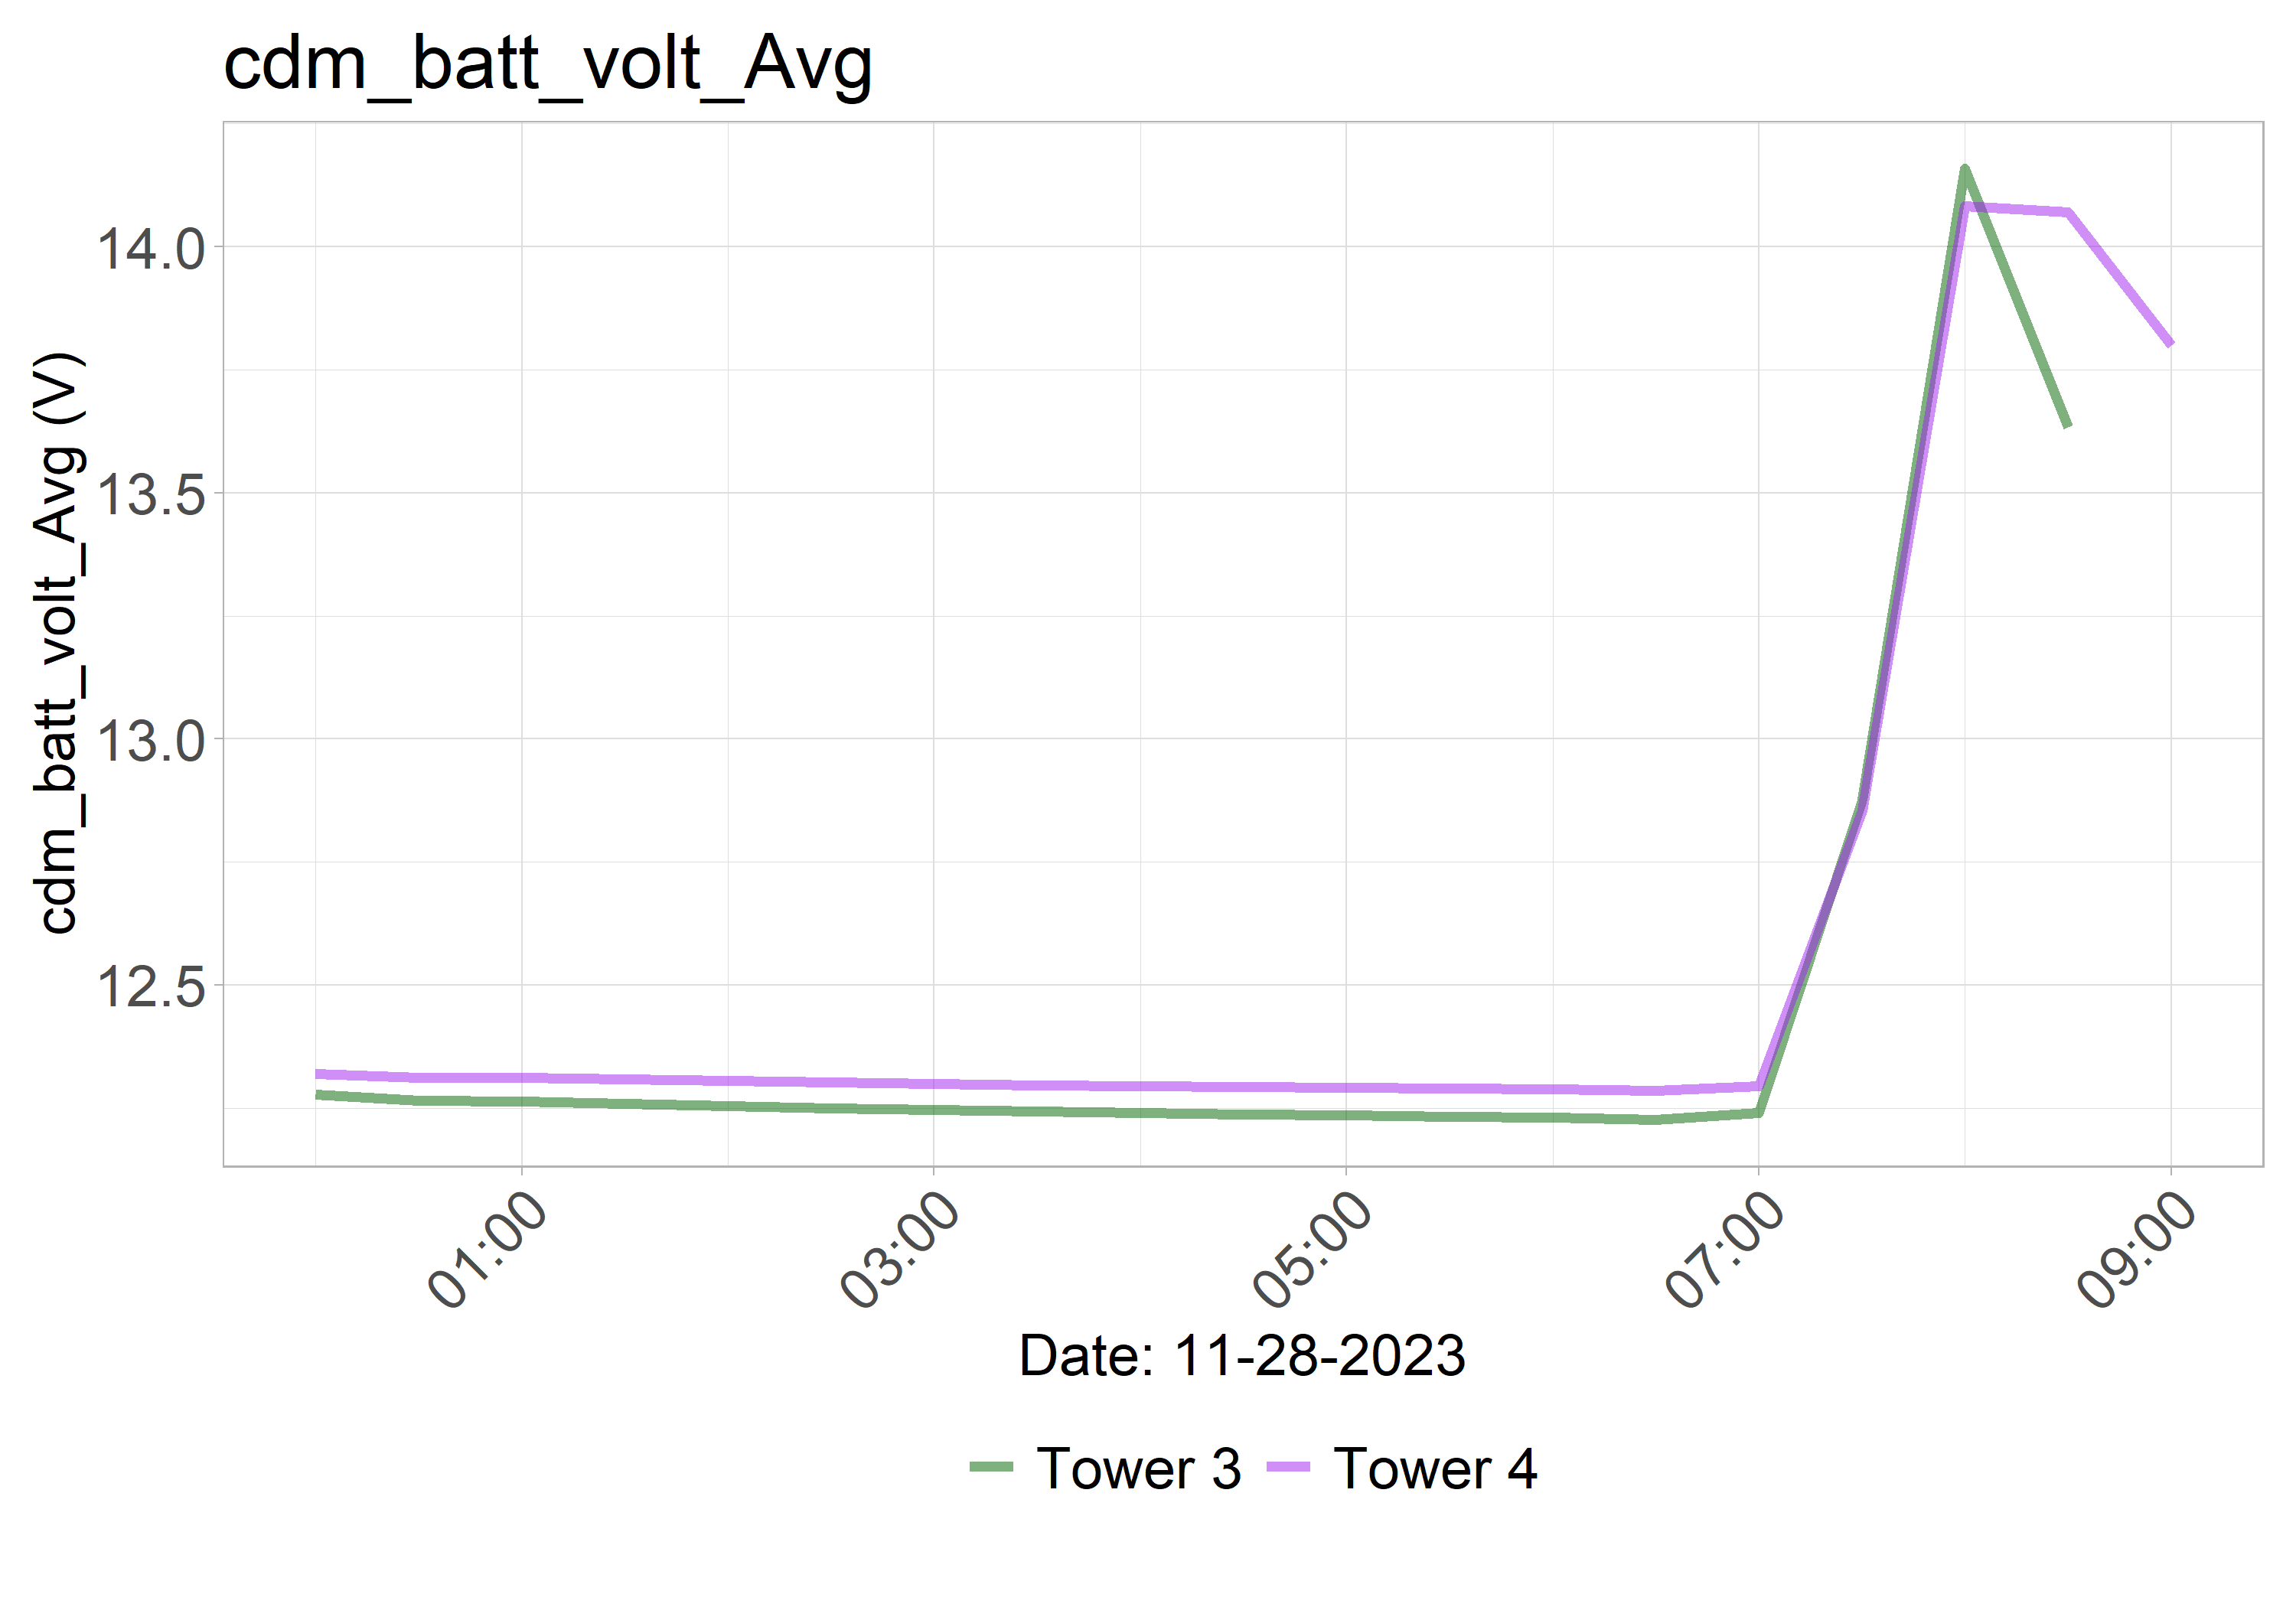 cdm_batt_volt_Avg
cdm_batt_volt_Avg (V)
14.0
13.5
13.0
12.5
01:00
03:00
05:00
07:00
09:00
Date: 11-28-2023
Tower 3
Tower 4